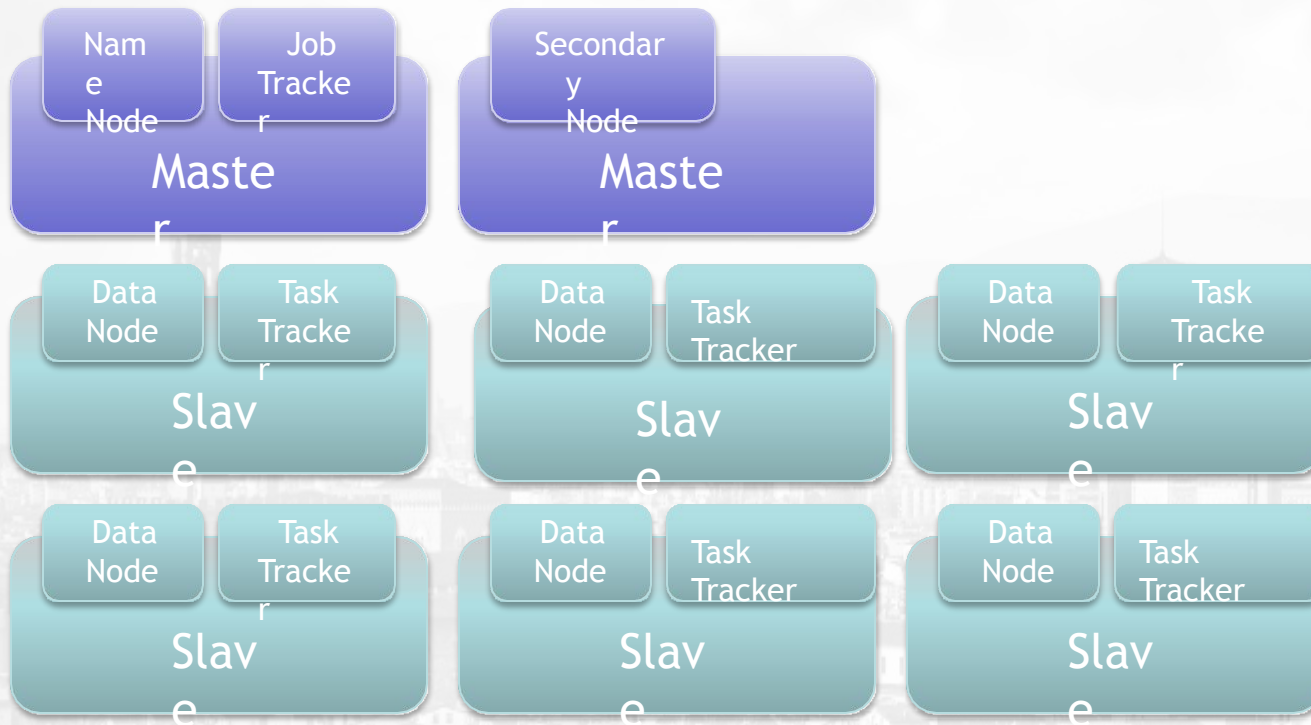 Nam
e
Node
Job
Tracke
r
Maste
r
Secondar
y
Node
Maste
r
Data
Node
Task
Tracke
r
Slav
e
Data
Node
Task
Tracker
Slav
e
Data
Node
Task
Tracke
r
Slav
e
Data
Node
Task
Tracke
r
Slav
e
Data
Node
Task
Tracker
Slav
e
Data
Node
Task
Tracker
Slav
e